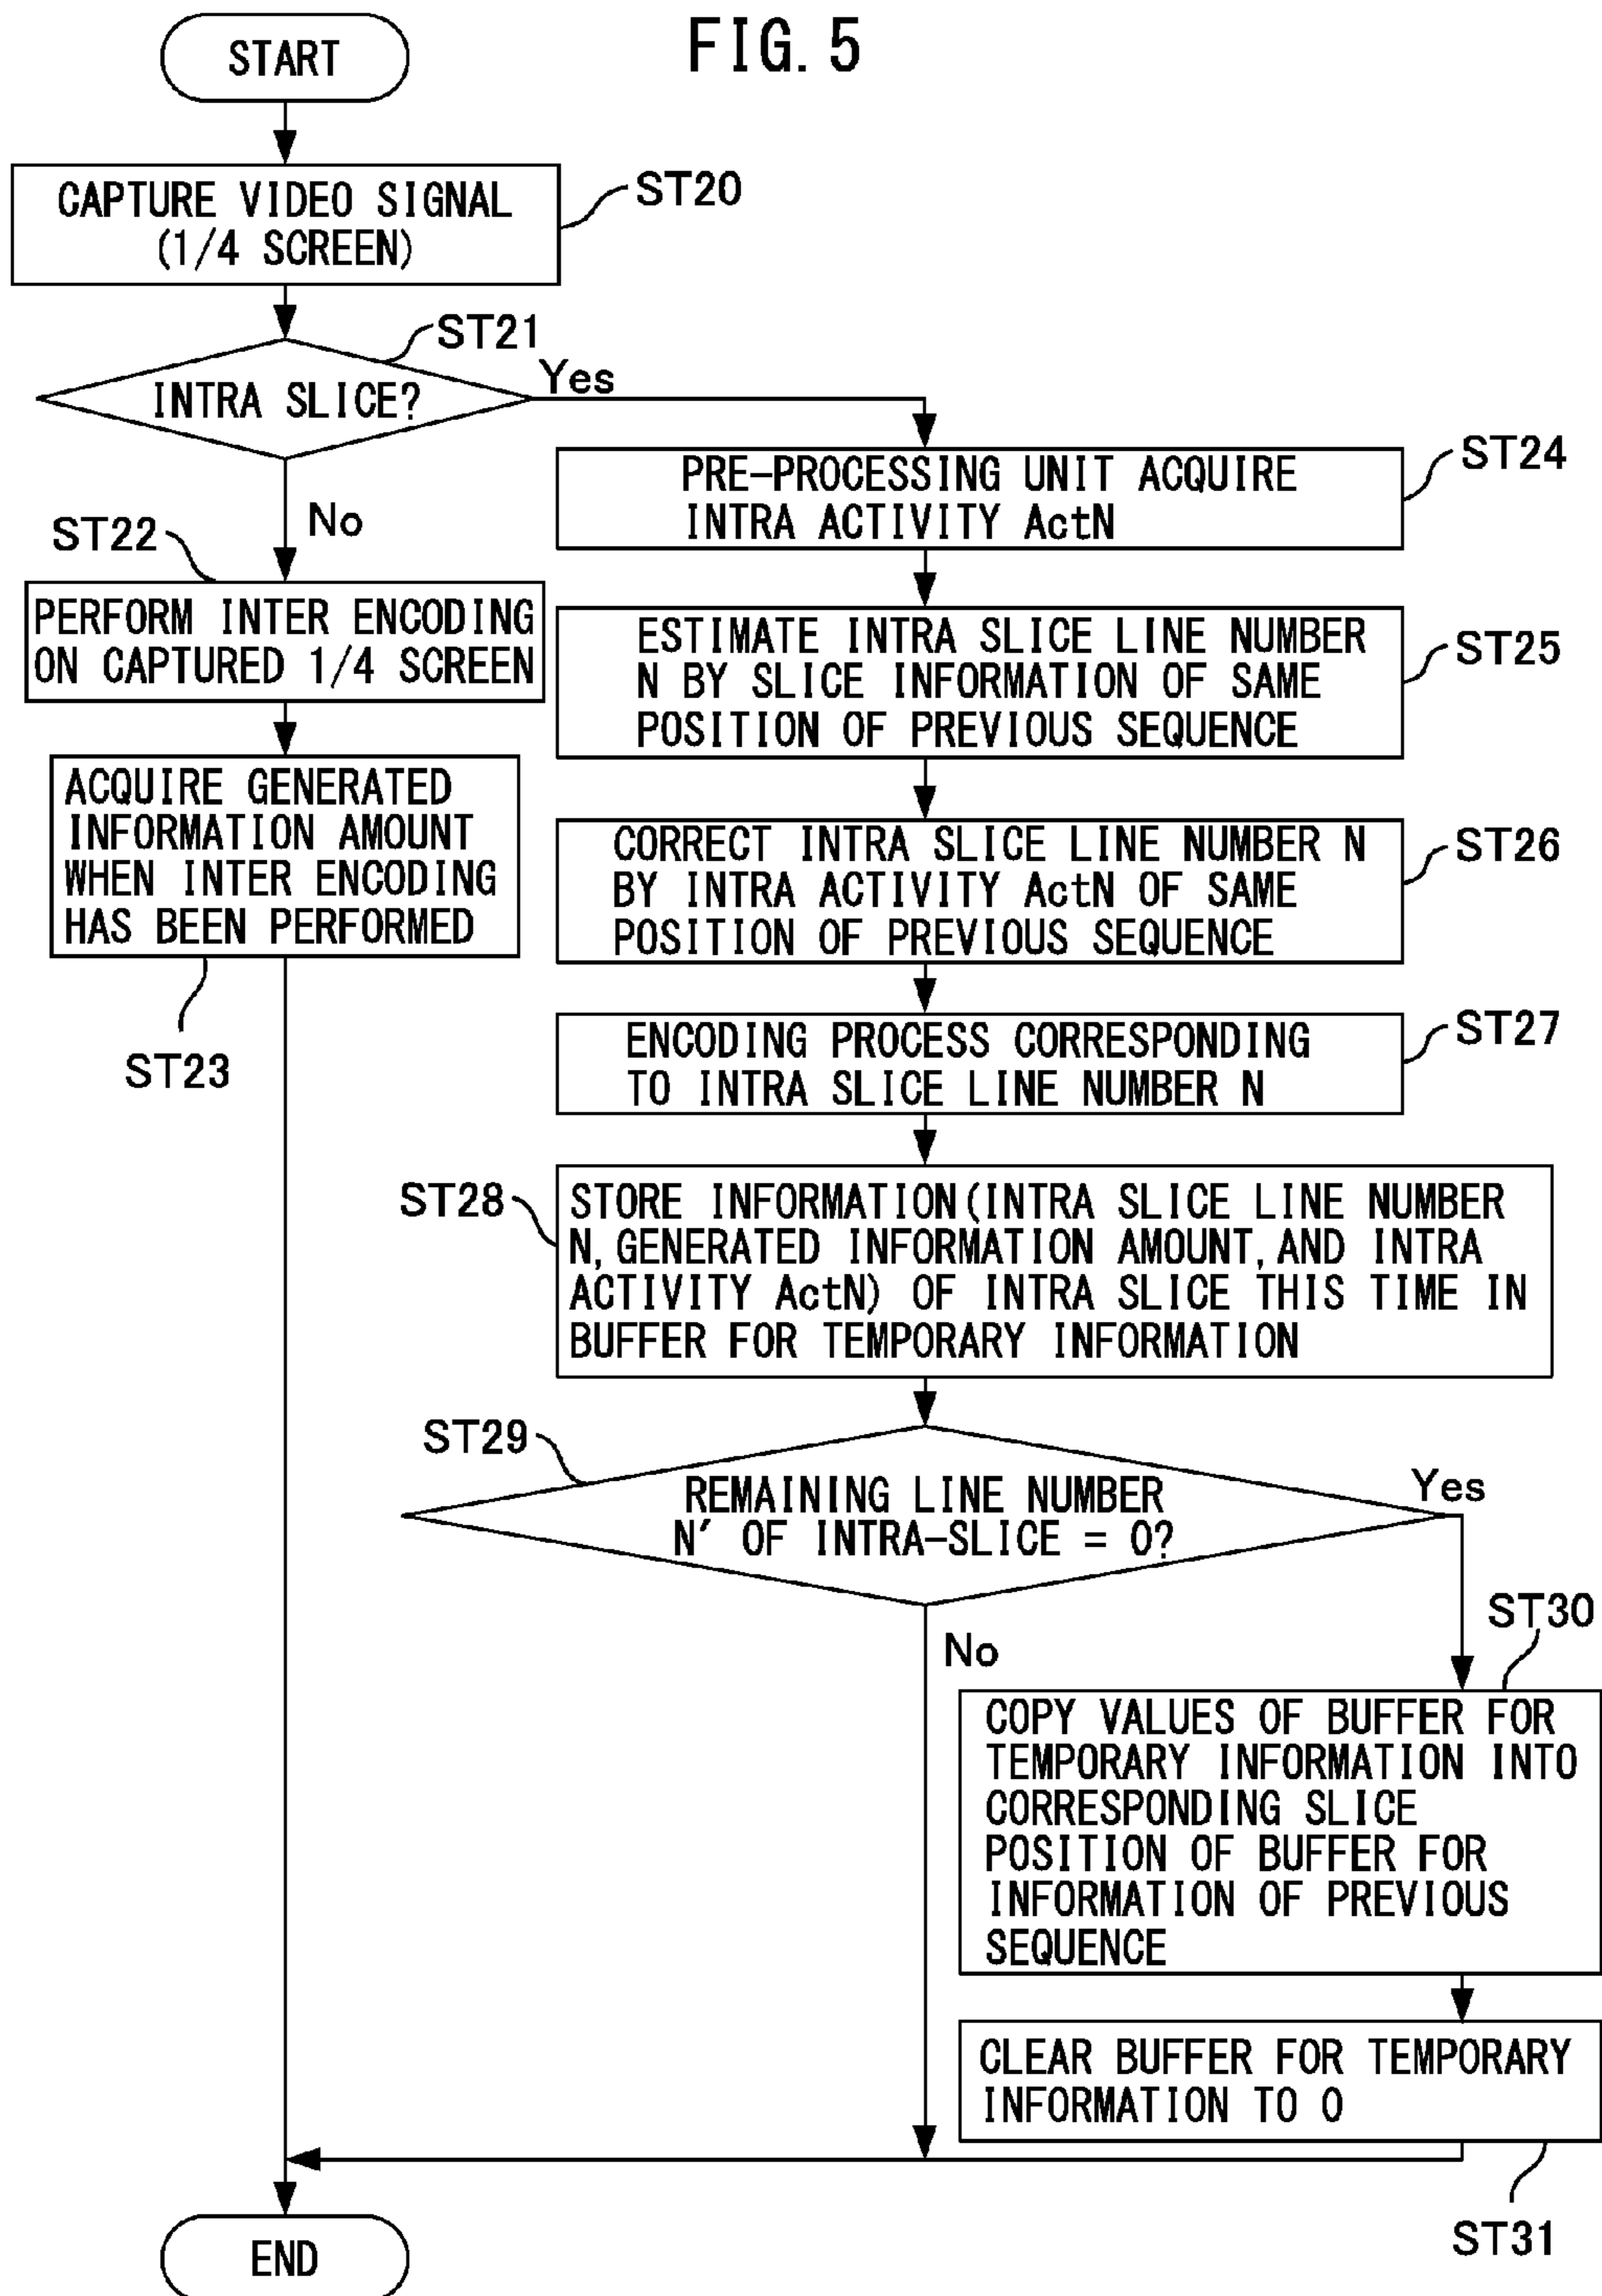 FIG. 5
START
CAPTURE VIDEO SIGNAL
(1/4 SCREEN)
ST20
INTRA SLICE?
ST21
Yes
No
ST22
PERFORM INTER ENCODING
ON CAPTURED 1/4 SCREEN
ACQUIRE GENERATED
INFORMATION AMOUNT
WHEN INTER ENCODING
HAS BEEN PERFORMED
ST23
PRE-PROCESSING UNIT ACQUIRE
INTRA ACTIVITY ActN
ST24
ESTIMATE INTRA SLICE LINE NUMBER
N BY SLICE INFORMATION OF SAME
POSITION OF PREVIOUS SEQUENCE
ST25
CORRECT INTRA SLICE LINE NUMBER N
BY INTRA ACTIVITY ActN OF SAME
POSITION OF PREVIOUS SEQUENCE
ST26
ENCODING PROCESS CORRESPONDING
TO INTRA SLICE LINE NUMBER N
ST27
ST28
STORE INFORMATION(INTRA SLICE LINE NUMBER
N, GENERATED INFORMATION AMOUNT, AND INTRA
ACTIVITY ActN) OF INTRA SLICE THIS TIME IN
BUFFER FOR TEMPORARY INFORMATION
ST29
REMAINING LINE NUMBER
N' OF INTRA-SLICE = 0?
Yes
No
ST30
COPY VALUES OF BUFFER FOR
TEMPORARY INFORMATION INTO
CORRESPONDING SLICE
POSITION OF BUFFER FOR
INFORMATION OF PREVIOUS
SEQUENCE
CLEAR BUFFER FOR TEMPORARY
INFORMATION TO 0
ST31
END